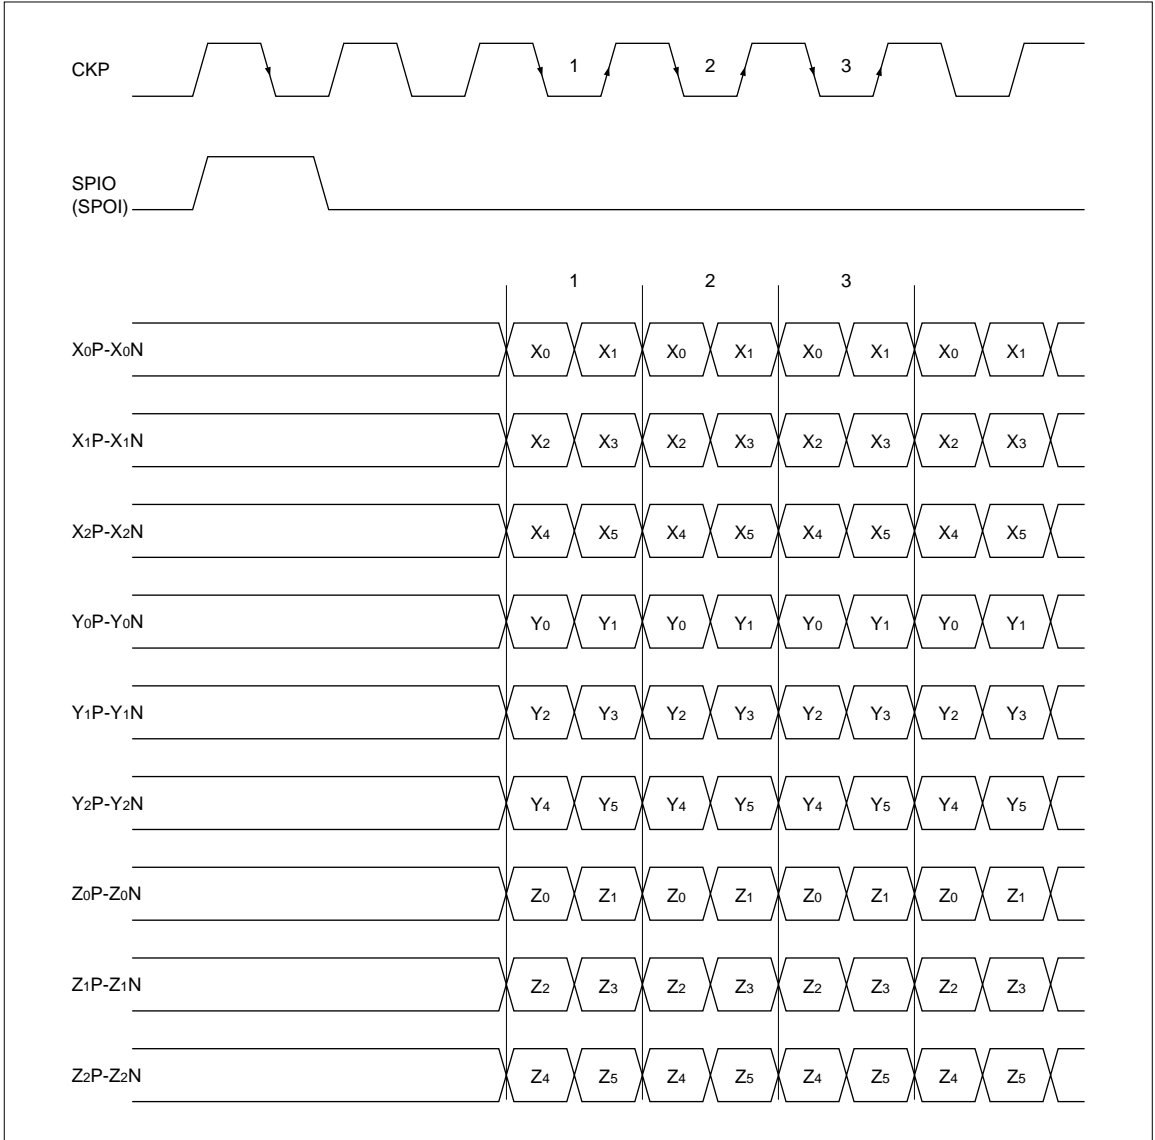 CKP 1 2 3
SPIO
(SPOI)
1 2 3
X0P-X0N X0 X1 X0 X1 X0 X1 X0 X1
X1P-X1N X2 X3 X2 X3 X2 X3 X2 X3
X2P-X2N X4 X5 X4 X5 X4 X5 X4 X5
Y0P-Y0N Y0 Y1 Y0 Y1 Y0 Y1 Y0 Y1
Y1P-Y1N Y2 Y3 Y2 Y3 Y2 Y3 Y2 Y3
Y2P-Y2N Y4 Y5 Y4 Y5 Y4 Y5 Y4 Y5
Z0P-Z0N Z0 Z1 Z0 Z1 Z0 Z1 Z0 Z1
Z1P-Z1N Z2 Z3 Z2 Z3 Z2 Z3 Z2 Z3
Z2P-Z2N Z4 Z5 Z4 Z5 Z4 Z5 Z4 Z5